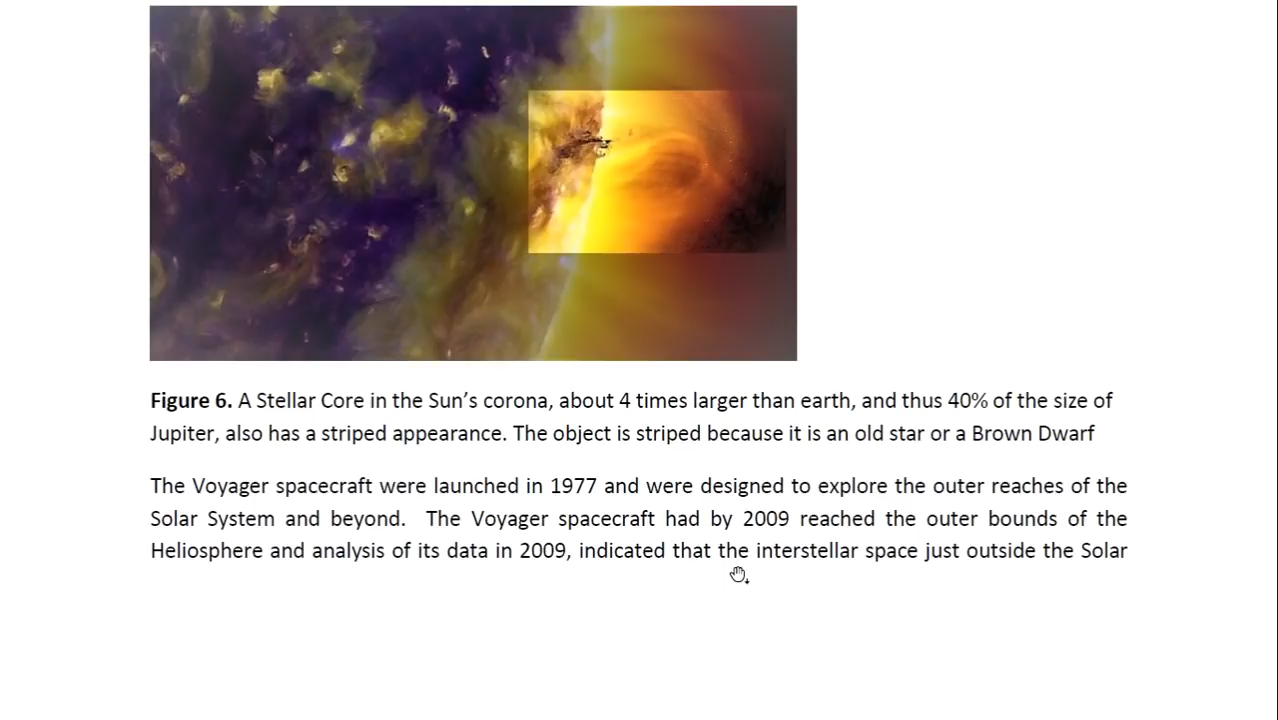 Figure 6. A Stellar Core in the Sun's corona, about 4 times larger than earth, and thus 40% of the size of
Jupiter, also has a striped appearance. The object is striped because it is an old star or a Brown Dwarf
The Voyager spacecraft were launched in 1977 and were designed to explore the outer reaches of the
Solar System and beyond. The Voyager spacecraft had by 2009 reached the outer bounds of the
Heliosphere and analysis of its data in 2009, indicated that the interstellar space just outside the Solar